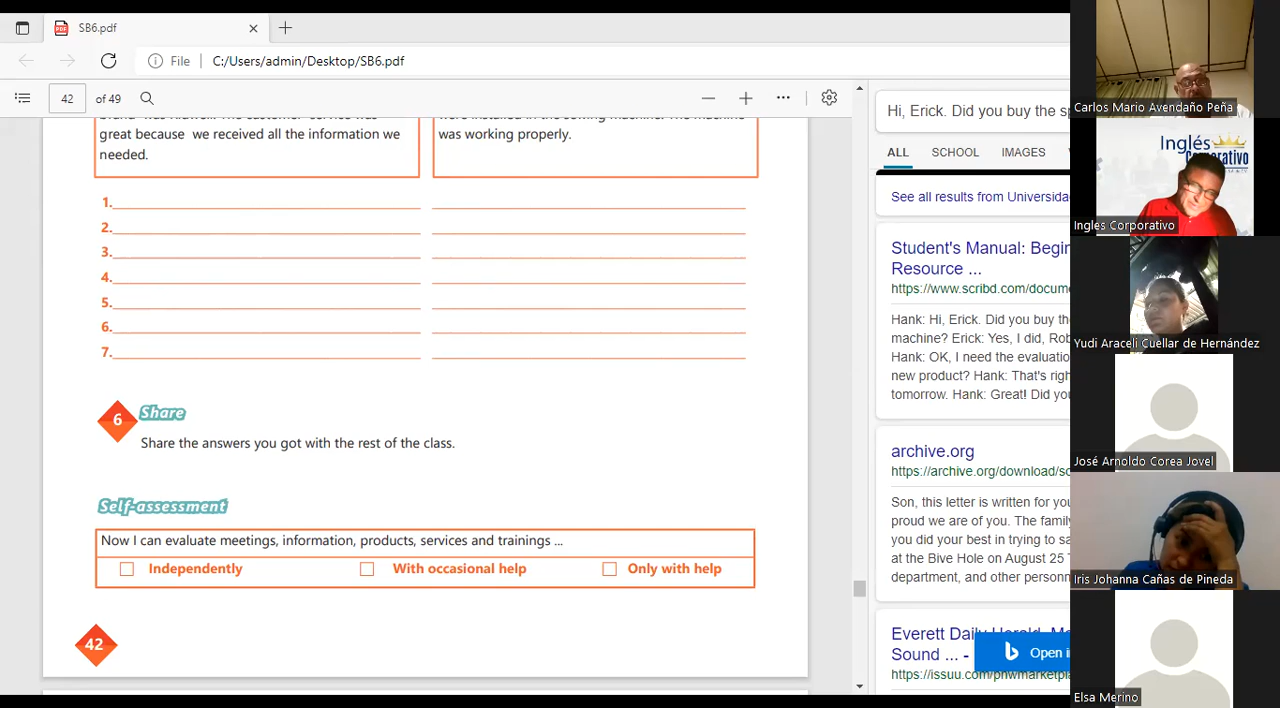 SB6.pdf
File
C:/Users/admin/Desktop/SB6.pdf
42 of 49
great because we received all the information we
needed.
was working properly.
1.
2.
3.
4.
5.
6.
7.
6 Share
Share the answers you got with the rest of the class.
Self-assessment
Now I can evaluate meetings, information, products, services and trainings ...
Independently With occasional help Only with help
42
Hi, Erick. Did you buy the sp
ALL SCHOOL IMAGES
See all results from Universida
Student's Manual: Begin
Resource ...
https://www.scribd.com/docume
Hank: Hi, Erick. Did you buy the
machine? Erick: Yes, I did, Rob
Hank: OK, I need the evaluation
new product? Hank: That's righ
tomorrow. Hank: Great! Did you
archive.org
https://archive.org/download/sc
Son, this letter is written for you
proud we are of you. The family
you did your best in trying to sa
at the Bive Hole on August 25 T
department, and other personn
Everett Daily Herald, Ma
Sound ... -
Open i
https://issuu.com/pnwmarketpla
Carlos Mario Avendaño Peña
Inglés
Corporativo
Ingles Corporativo
Yudi Araceli Cuellar de Hernández
José Arnoldo Corea Jovel
Iris Johanna Cañas de Pineda
Elsa Merino